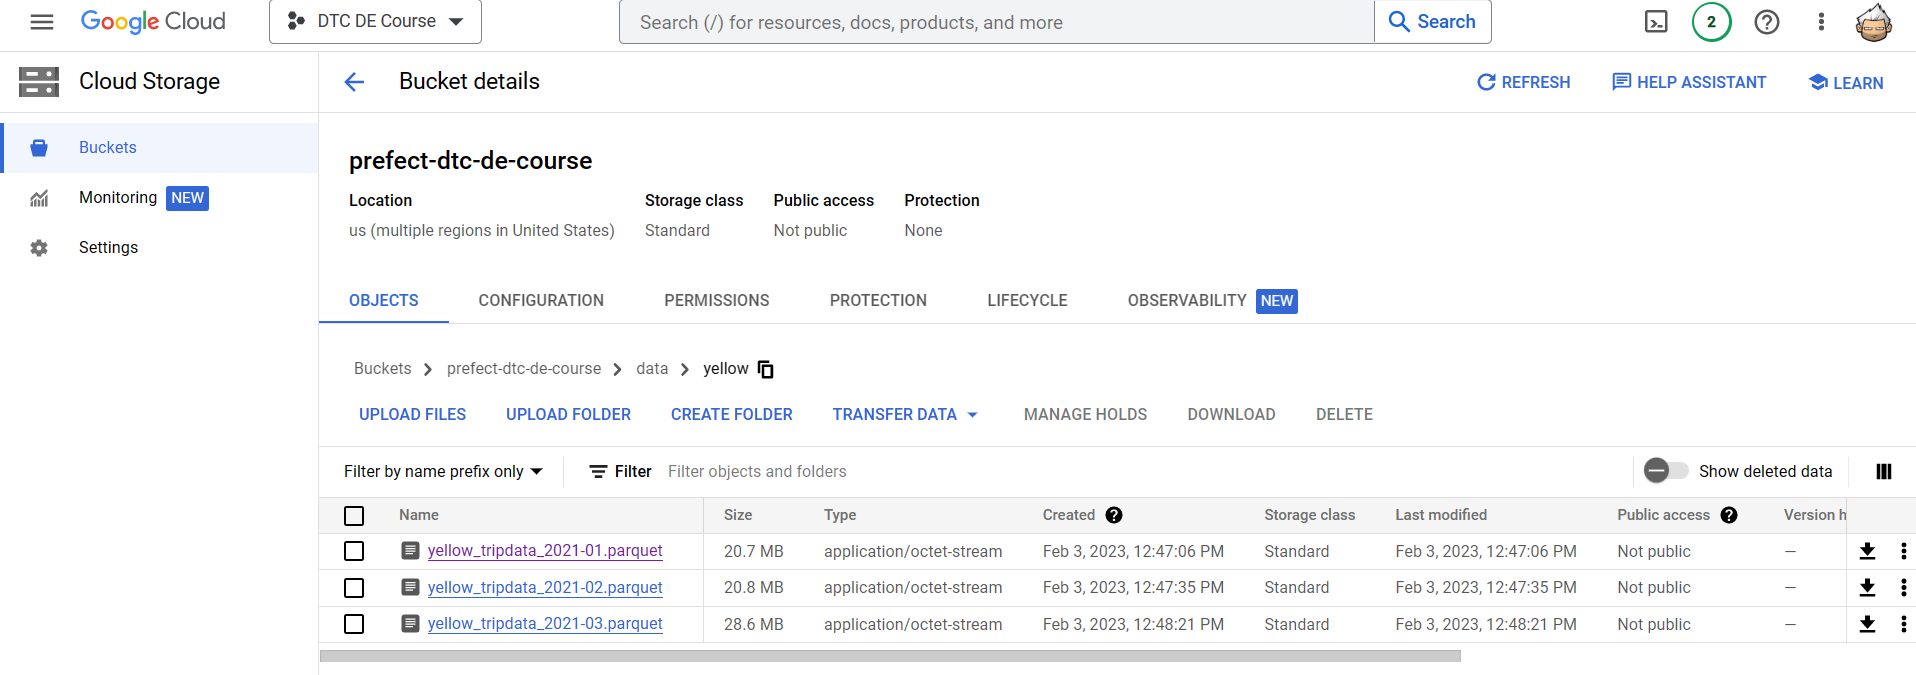 Google Cloud DTC DE Course Search (/) for resources, docs, products, and more Search 2
Cloud Storage Bucket details REFRESH HELP ASSISTANT LEARN
Buckets
Monitoring NEW
Settings
prefect-dtc-de-course
Location Storage class Public access Protection
us (multiple regions in United States) Standard Not public None
OBJECTS CONFIGURATION PERMISSIONS PROTECTION LIFECYCLE OBSERVABILITY NEW
Buckets prefect-dtc-de-course data yellow
UPLOAD FILES UPLOAD FOLDER CREATE FOLDER TRANSFER DATA MANAGE HOLDS DOWNLOAD DELETE
Filter by name prefix only Filter Filter objects and folders Show deleted data
Name Size Type Created Storage class Last modified Public access Version h
yellow_tripdata_2021-01.parquet 20.7 MB application/octet-stream Feb 3, 2023, 12:47:06 PM Standard Feb 3, 2023, 12:47:06 PM Not public —
yellow_tripdata_2021-02.parquet 20.8 MB application/octet-stream Feb 3, 2023, 12:47:35 PM Standard Feb 3, 2023, 12:47:35 PM Not public —
yellow_tripdata_2021-03.parquet 28.6 MB application/octet-stream Feb 3, 2023, 12:48:21 PM Standard Feb 3, 2023, 12:48:21 PM Not public —